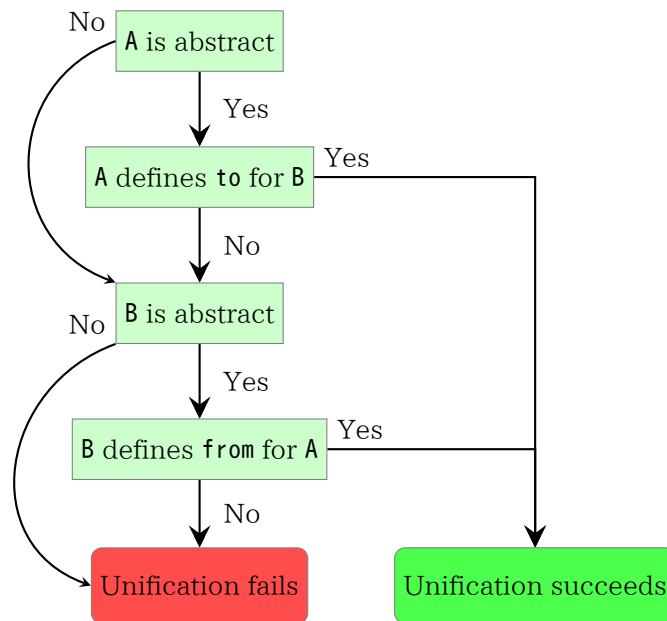 No
A is abstract
Yes
A defines to for B
Yes
No
B is abstract
No
Yes
B defines from for A
Yes
No
Unification fails
Unification succeeds